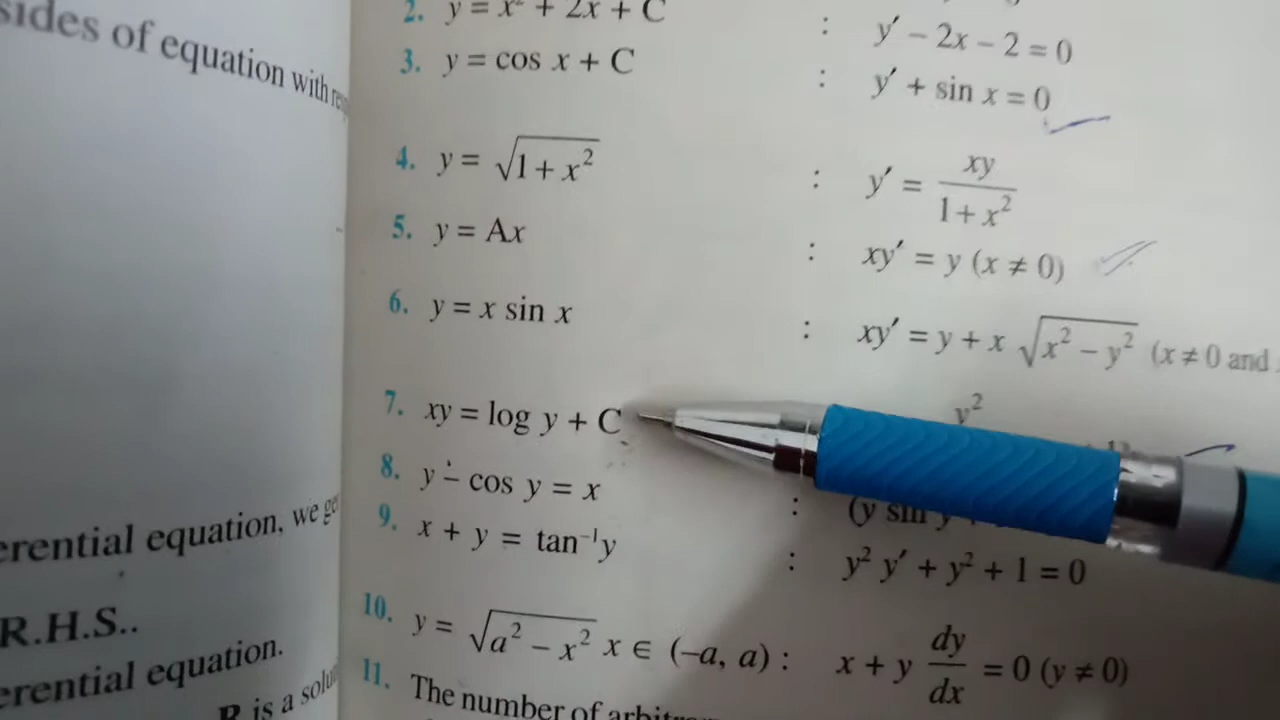 sides of equation with
2. y = x² + 2x + C : y′ – 2x – 2 = 0
3. y = cos x + C : y′ + sin x = 0
4. y = √(1 + x²) : y′ = xy/(1 + x²)
5. y = Ax : xy′ = y (x ≠ 0)
6. y = x sin x : xy′ = y + x √(x² – y²) (x ≠ 0 and
7. xy = log y + C y²
8. y – cos y = x : (y sin y
9. x + y = tan⁻¹y : y² y′ + y² + 1 = 0
10. y = √(a² – x²) x ∈ (–a, a) : x + y dy/dx = 0 (y ≠ 0)
11. The number of
erential equation, we
R.H.S..
erential equation.
is a